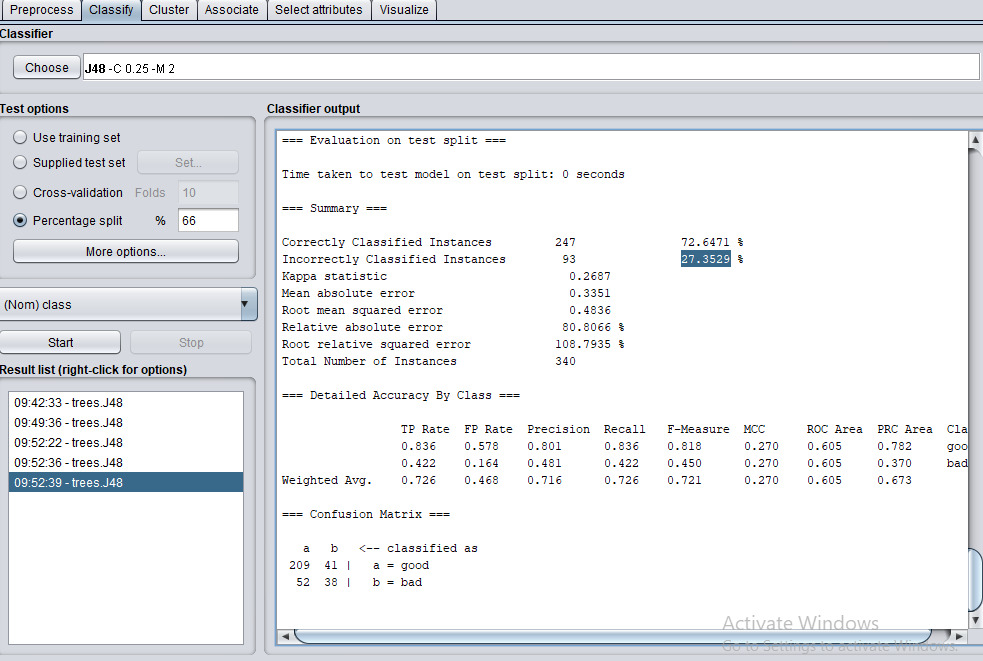 Preprocess Classify Cluster Associate Select attributes Visualize
Classifier
Choose J48 -C 0.25 -M 2
Test options
Use training set
Supplied test set Set...
Cross-validation Folds 10
Percentage split % 66
More options...
(Nom) class
Start Stop
Result list (right-click for options)
09:42:33 - trees.J48
09:49:36 - trees.J48
09:52:22 - trees.J48
09:52:36 - trees.J48
09:52:39 - trees.J48
Classifier output
=== Evaluation on test split ===
Time taken to test model on test split: 0 seconds
=== Summary ===
Correctly Classified Instances 247 72.6471 %
Incorrectly Classified Instances 93 27.3529 %
Kappa statistic 0.2687
Mean absolute error 0.3351
Root mean squared error 0.4836
Relative absolute error 80.8066 %
Root relative squared error 108.7935 %
Total Number of Instances 340
=== Detailed Accuracy By Class ===
TP Rate FP Rate Precision Recall F-Measure MCC ROC Area PRC Area Cla
0.836 0.578 0.801 0.836 0.818 0.270 0.605 0.782 goo
0.422 0.164 0.481 0.422 0.450 0.270 0.605 0.370 bad
Weighted Avg. 0.726 0.468 0.716 0.726 0.721 0.270 0.605 0.673
=== Confusion Matrix ===
a b <-- classified as
209 41 | a = good
52 38 | b = bad
Activate Windows
Go to Settings to activate Windows.